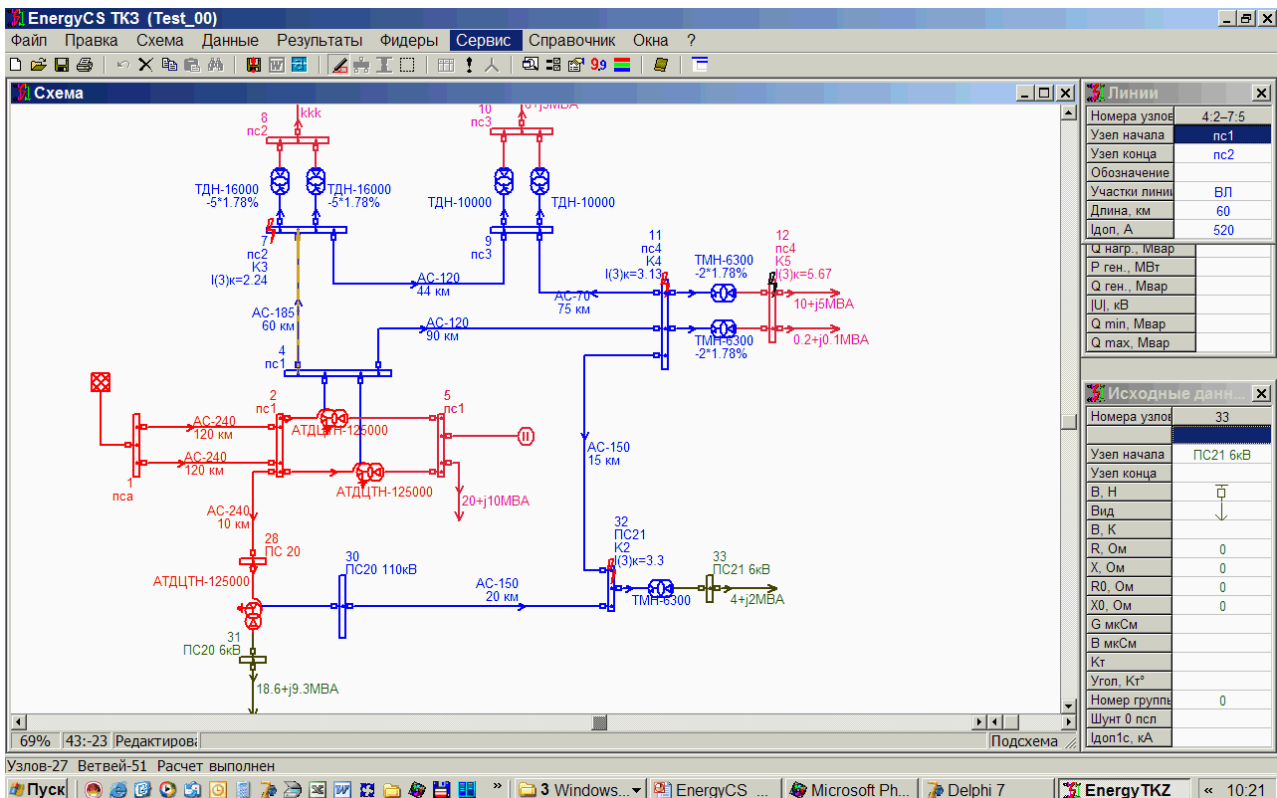 EnergyCS ТКЗ (Test_00)
Файл Правка Схема Данные Результаты Фидеры Сервис Справочник Окна ?
Схема
8
пс2
kkk
10
пс3
ТДН-16000
-5*1.78%
ТДН-16000
-5*1.78%
ТДН-10000
ТДН-10000
7
пс2
К3
I(3)к=2.24
9
пс3
11
пс4
К4
I(3)к=3.13
ТМН-6300
-2*1.78%
12
пс4
К5
I(3)к=5.67
АС-120
44 км
АС-70
75 км
10+j5МВА
АС-185
60 км
АС-120
90 км
ТМН-6300
-2*1.78%
0.2+j0.1МВА
4
пс1
2
пс1
5
пс1
АС-240
120 км
АТДЦТН-125000
АС-240
120 км
АТДЦТН-125000
1
пса
20+j10МВА
АС-150
15 км
АС-240
10 км
28
ПС 20
32
ПС21
К2
I(3)к=3.3
30
ПС20 110кВ
33
ПС21 6кВ
АТДЦТН-125000
АС-150
20 км
ТМН-6300
4+j2МВА
31
ПС20 6кВ
18.6+j9.3МВА
69% 43:-23 Редактирова Подсхема
Линии
Номера узлов 4:2–7:5
Узел начала пс1
Узел конца пс2
Обозначение
Участки лини ВЛ
Длина, км 60
Iдоп, А 520
Q нагр., Мвар
P ген., МВт
Q ген., Мвар
|U|, кВ
Q min, Мвар
Q max, Мвар
Исходные данн...
Номера узлов 33
Узел начала ПС21 6кВ
Узел конца
В, Н
Вид
В, К
R, Ом 0
X, Ом 0
R0, Ом 0
X0, Ом 0
G мкСм
В мкСм
Кт
Угол, Кт°
Номер группы 0
Шунт 0 псл
Iдоп1с, кА
Узлов-27 Ветвей-51 Расчет выполнен
Пуск » 3 Windows... EnergyCS ... Microsoft Ph... Delphi 7 EnergyTKZ « 10:21